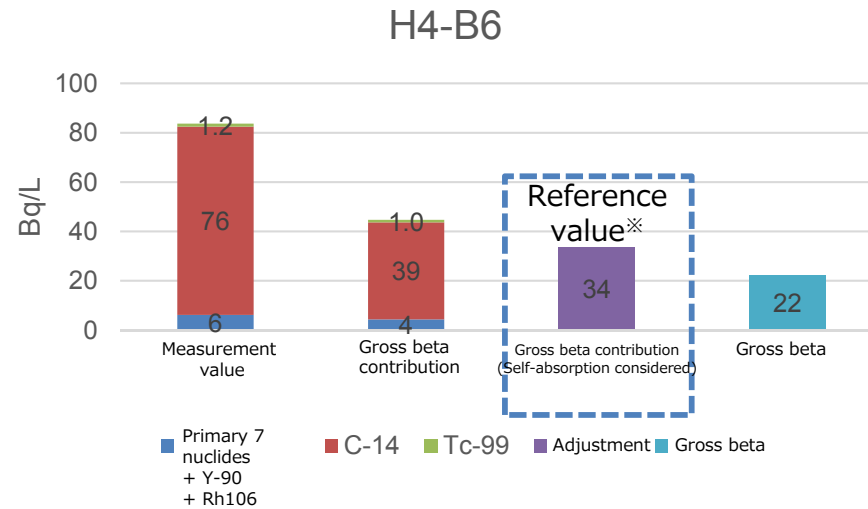 H4-B6
Bq/L
100
80
60
40
20
0
1.2
76
6
1.0
39
4
Reference
value※
34
22
Measurement
value
Gross beta
contribution
Gross beta contribution
(Self-absorption considered)
Gross beta
Primary 7
nuclides
+ Y-90
+ Rh106
C-14
Tc-99
Adjustment
Gross beta